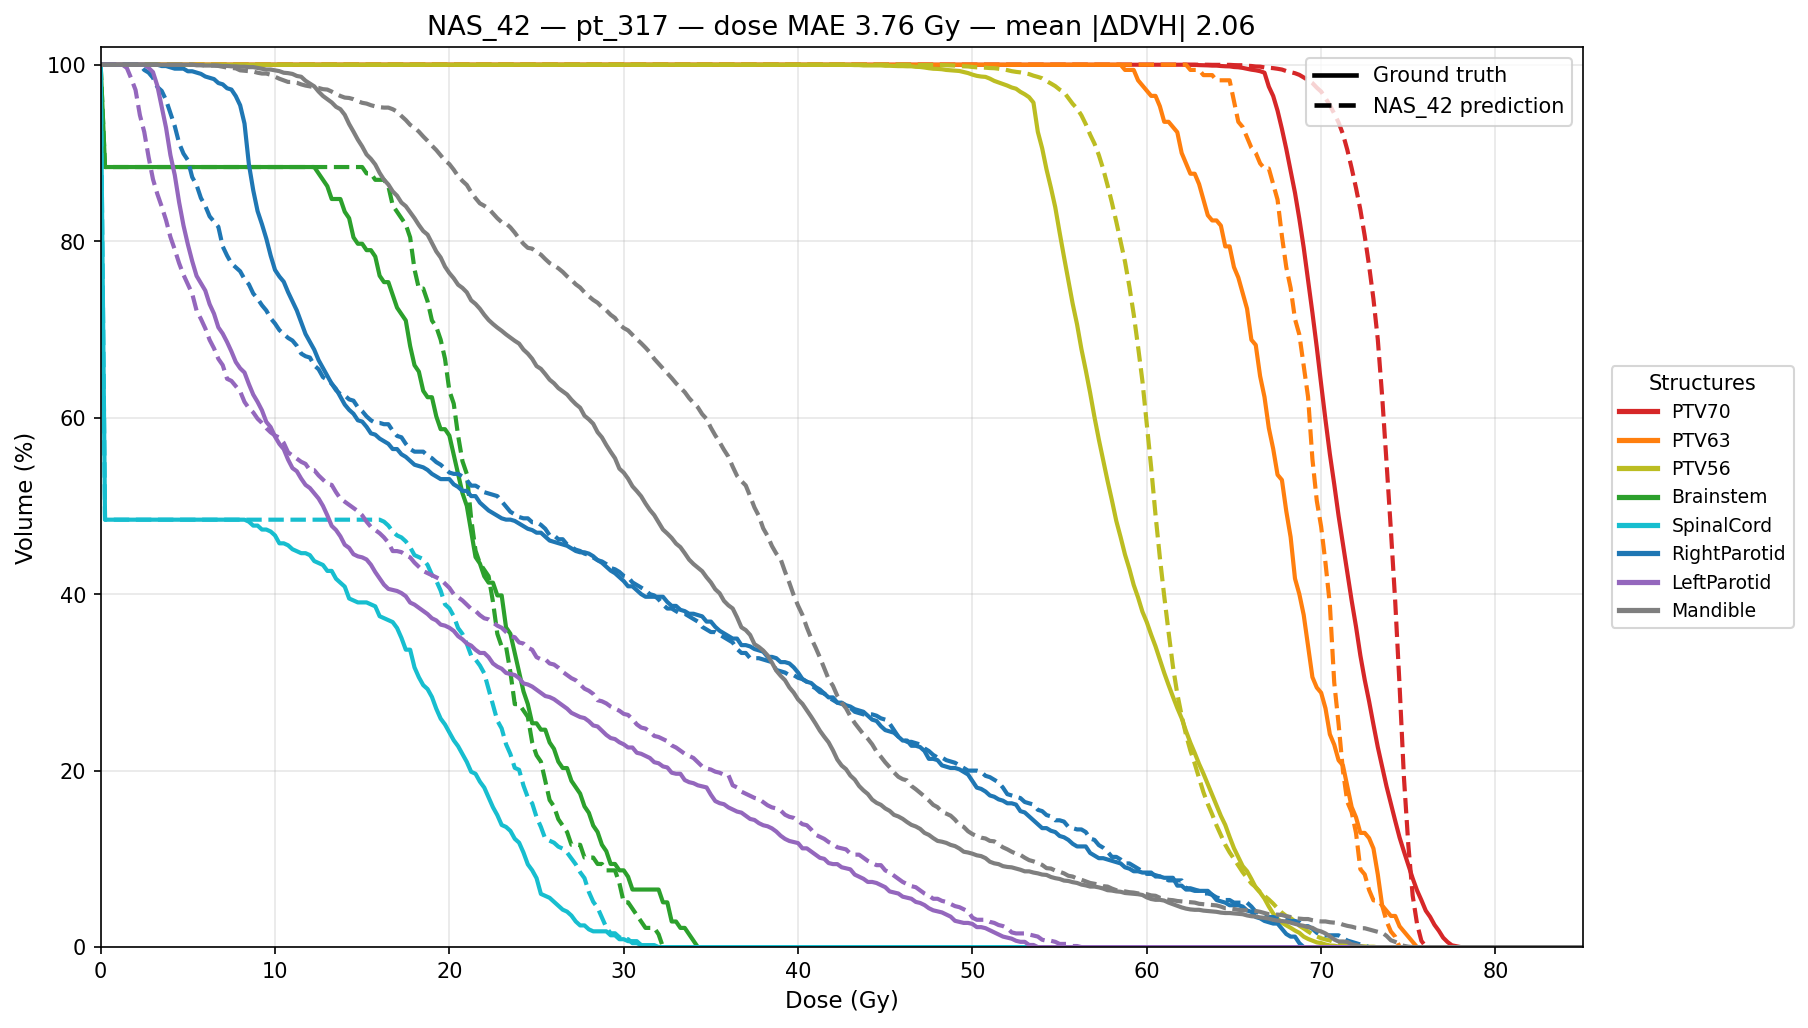 NAS_42 — pt_317 — dose MAE 3.76 Gy — mean |ΔDVH| 2.06
Ground truth
NAS_42 prediction
Volume (%)
100
80
60
40
20
0
0 10 20 30 40 50 60 70 80
Dose (Gy)
Structures
PTV70
PTV63
PTV56
Brainstem
SpinalCord
RightParotid
LeftParotid
Mandible